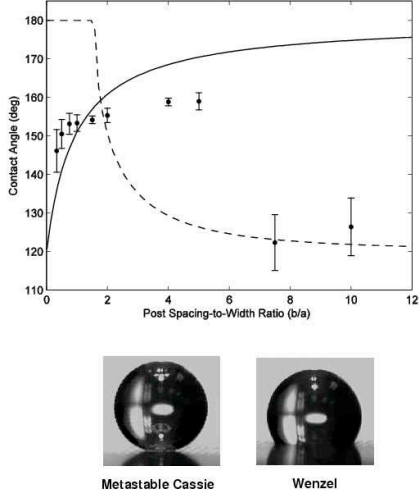 180
170
160
150
140
130
120
110
Contact Angle (deg)
0 2 4 6 8 10 12
Post Spacing-to-Width Ratio (b/a)
Metastable Cassie Wenzel